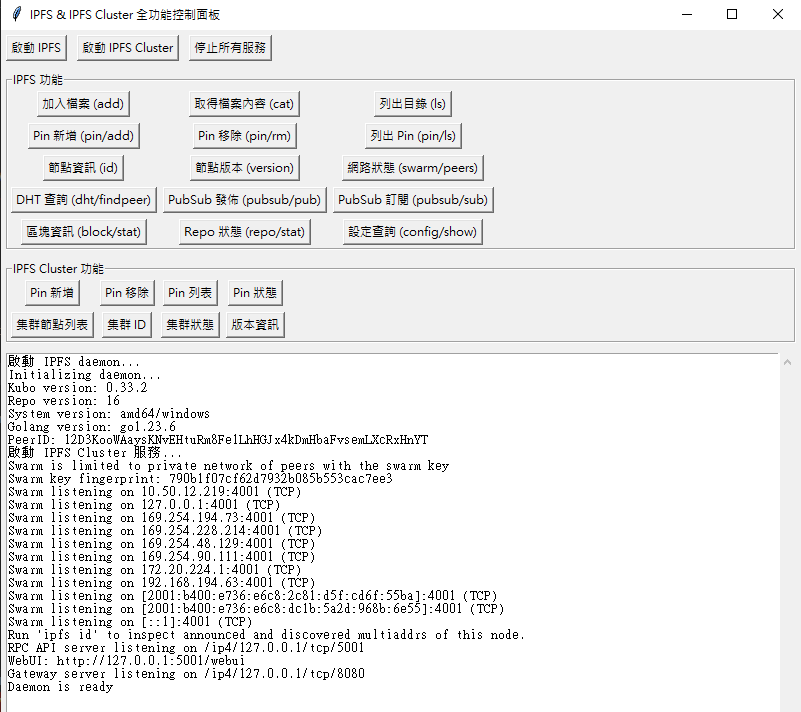 IPFS & IPFS Cluster 全功能控制面板
啟動 IPFS 啟動 IPFS Cluster 停止所有服務
IPFS 功能
加入檔案 (add) 取得檔案內容 (cat) 列出目錄 (ls)
Pin 新增 (pin/add) Pin 移除 (pin/rm) 列出 Pin (pin/ls)
節點資訊 (id) 節點版本 (version) 網路狀態 (swarm/peers)
DHT 查詢 (dht/findpeer) PubSub 發佈 (pubsub/pub) PubSub 訂閱 (pubsub/sub)
區塊資訊 (block/stat) Repo 狀態 (repo/stat) 設定查詢 (config/show)
IPFS Cluster 功能
Pin 新增 Pin 移除 Pin 列表 Pin 狀態
集群節點列表 集群 ID 集群狀態 版本資訊
啟動 IPFS daemon...
Initializing daemon...
Kubo version: 0.33.2
Repo version: 16
System version: amd64/windows
Golang version: go1.23.6
PeerID: 12D3KooWAaysKNvEHtuRm8Fe1LhHGJx4kDmHbaFvsemLXcRxHnYT
啟動 IPFS Cluster 服務...
Swarm is limited to private network of peers with the swarm key
Swarm key fingerprint: 790b1f07cf62d7932b085b553cac7ee3
Swarm listening on 10.50.12.219:4001 (TCP)
Swarm listening on 127.0.0.1:4001 (TCP)
Swarm listening on 169.254.194.73:4001 (TCP)
Swarm listening on 169.254.228.214:4001 (TCP)
Swarm listening on 169.254.48.129:4001 (TCP)
Swarm listening on 169.254.90.111:4001 (TCP)
Swarm listening on 172.20.224.1:4001 (TCP)
Swarm listening on 192.168.194.63:4001 (TCP)
Swarm listening on [2001:b400:e736:e6c8:2c81:d5f:cd6f:55ba]:4001 (TCP)
Swarm listening on [2001:b400:e736:e6c8:dc1b:5a2d:968b:6e55]:4001 (TCP)
Swarm listening on [::1]:4001 (TCP)
Run 'ipfs id' to inspect announced and discovered multiaddrs of this node.
RPC API server listening on /ip4/127.0.0.1/tcp/5001
WebUI: http://127.0.0.1:5001/webui
Gateway server listening on /ip4/127.0.0.1/tcp/8080
Daemon is ready